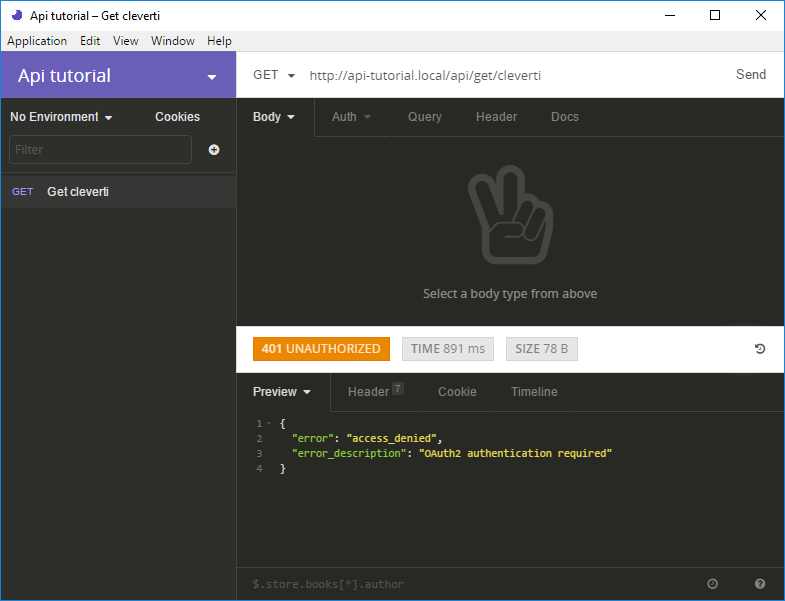 Api tutorial – Get cleverti
Application Edit View Window Help
Api tutorial
GET http://api-tutorial.local/api/get/cleverti Send
No Environment Cookies
Filter
GET Get cleverti
Body Auth Query Header Docs
Select a body type from above
401 UNAUTHORIZED TIME 891 ms SIZE 78 B
Preview Header 7 Cookie Timeline
1 {
2 "error": "access_denied",
3 "error_description": "OAuth2 authentication required"
4 }
$.store.books[*].author